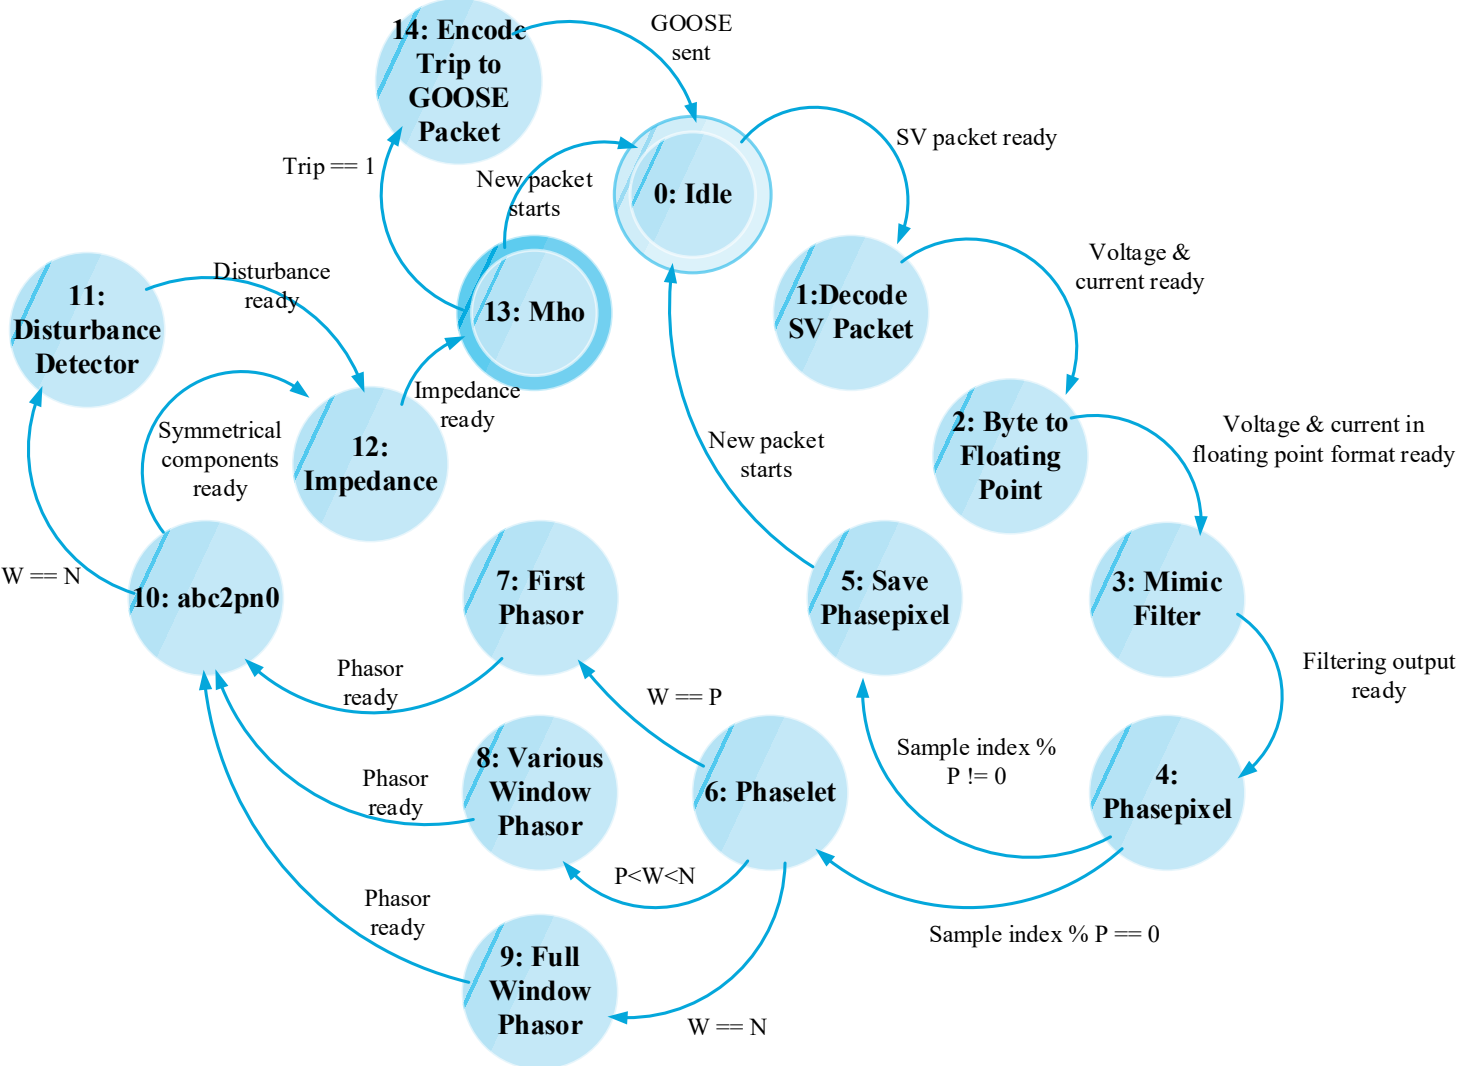 14: Encode
Trip to
GOOSE
Packet
GOOSE
sent
SV packet ready
Trip == 1
New packet
starts
0: Idle
Voltage &
current ready
Disturbance
ready
11:
Disturbance
Detector
13: Mho
1:Decode
SV Packet
Impedance
ready
Symmetrical
components
ready
12:
Impedance
New packet
starts
2: Byte to
Floating
Point
Voltage & current in
floating point format ready
W == N
10: abc2pn0
7: First
Phasor
5: Save
Phasepixel
3: Mimic
Filter
Phasor
ready
W == P
Filtering output
ready
8: Various
Window
Phasor
Phasor
ready
6: Phaselet
Sample index %
P != 0
4:
Phasepixel
P<W<N
Phasor
ready
Sample index % P == 0
9: Full
Window
Phasor
W == N